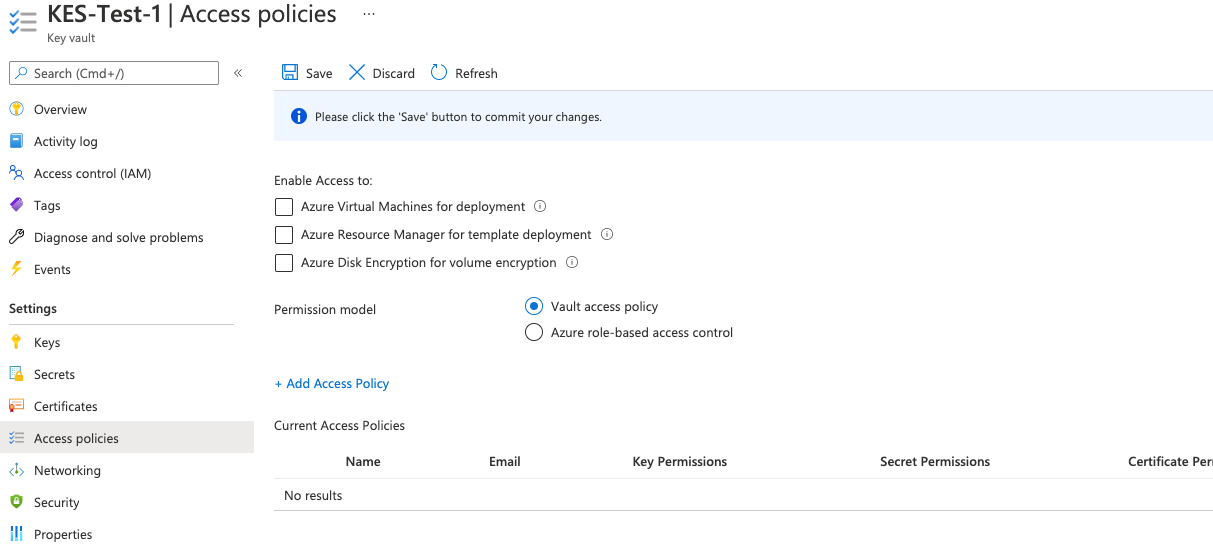 KES-Test-1 | Access policies ...
Key vault
Search (Cmd+/)
«
Overview
Activity log
Access control (IAM)
Tags
Diagnose and solve problems
Events
Settings
Keys
Secrets
Certificates
Access policies
Networking
Security
Properties
Save Discard Refresh
Please click the 'Save' button to commit your changes.
Enable Access to:
Azure Virtual Machines for deployment
Azure Resource Manager for template deployment
Azure Disk Encryption for volume encryption
Permission model
Vault access policy
Azure role-based access control
+ Add Access Policy
Current Access Policies
Name Email Key Permissions Secret Permissions Certificate Per
No results